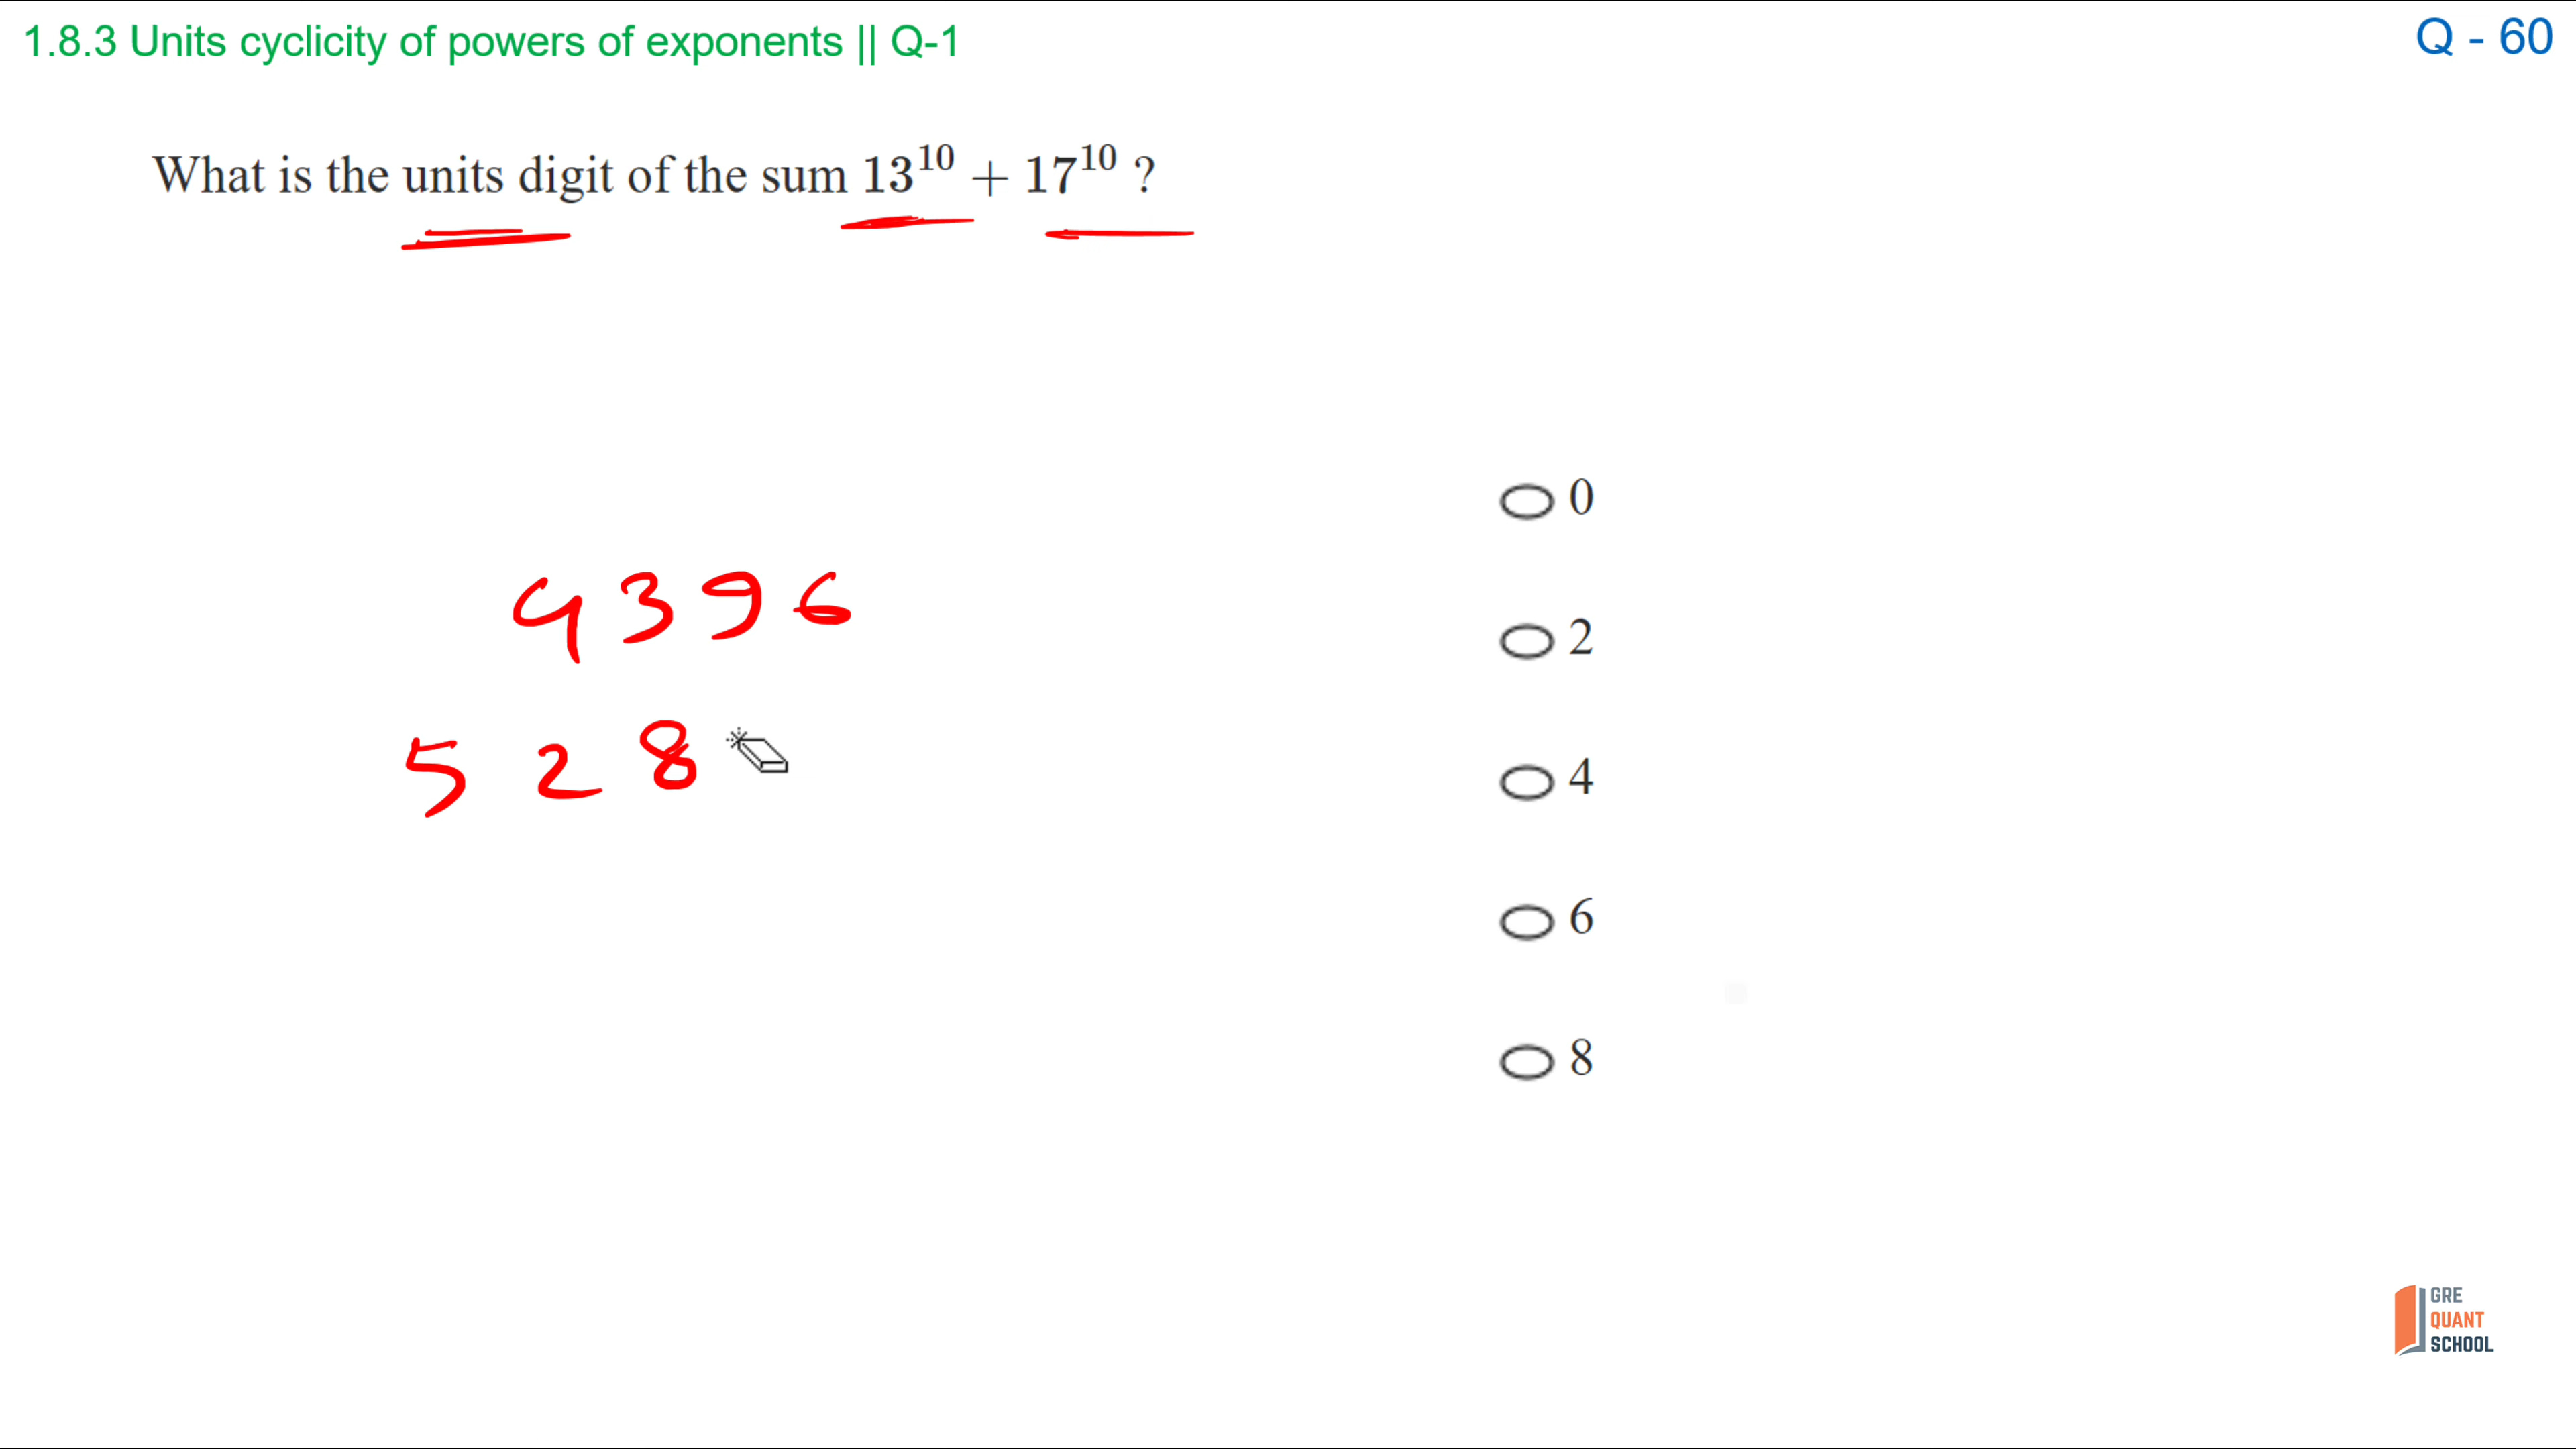 1.8.3 Units cyclicity of powers of exponents || Q-1
Q - 60
What is the units digit of the sum 13^10 + 17^10 ?
0
2
4
6
8
4 3 9 6
5 2 8
GRE
QUANT
SCHOOL